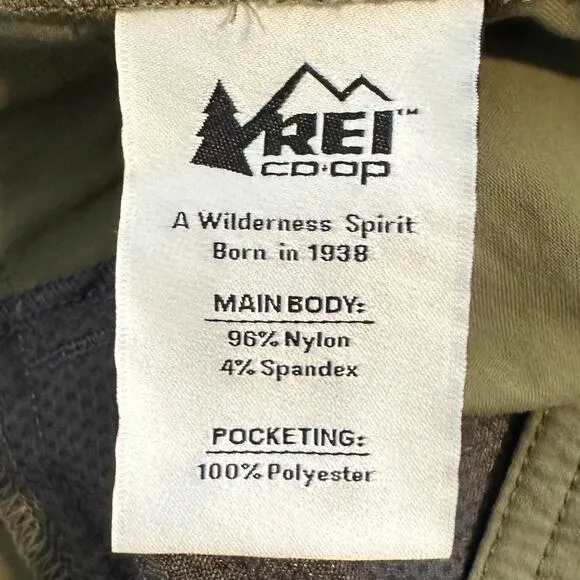 REI™
co·op
A Wilderness Spirit
Born in 1938
MAIN BODY:
96% Nylon
4% Spandex
POCKETING:
100% Polyester